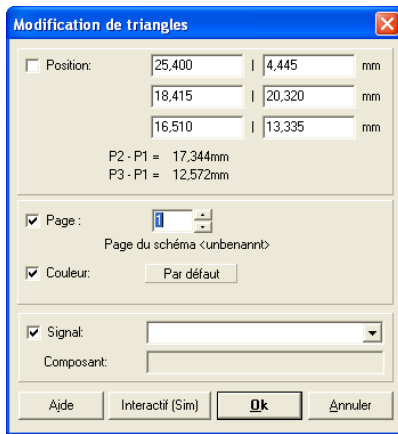 Modification de triangles
Position: 25,400 | 4,445 mm
18,415 | 20,320 mm
16,510 | 13,335 mm
P2 - P1 = 17,344mm
P3 - P1 = 12,572mm
Page : 1
Page du schéma <unbenannt>
Couleur: Par défaut
Signal:
Composant:
Aide Interactif (Sim) Ok Annuler